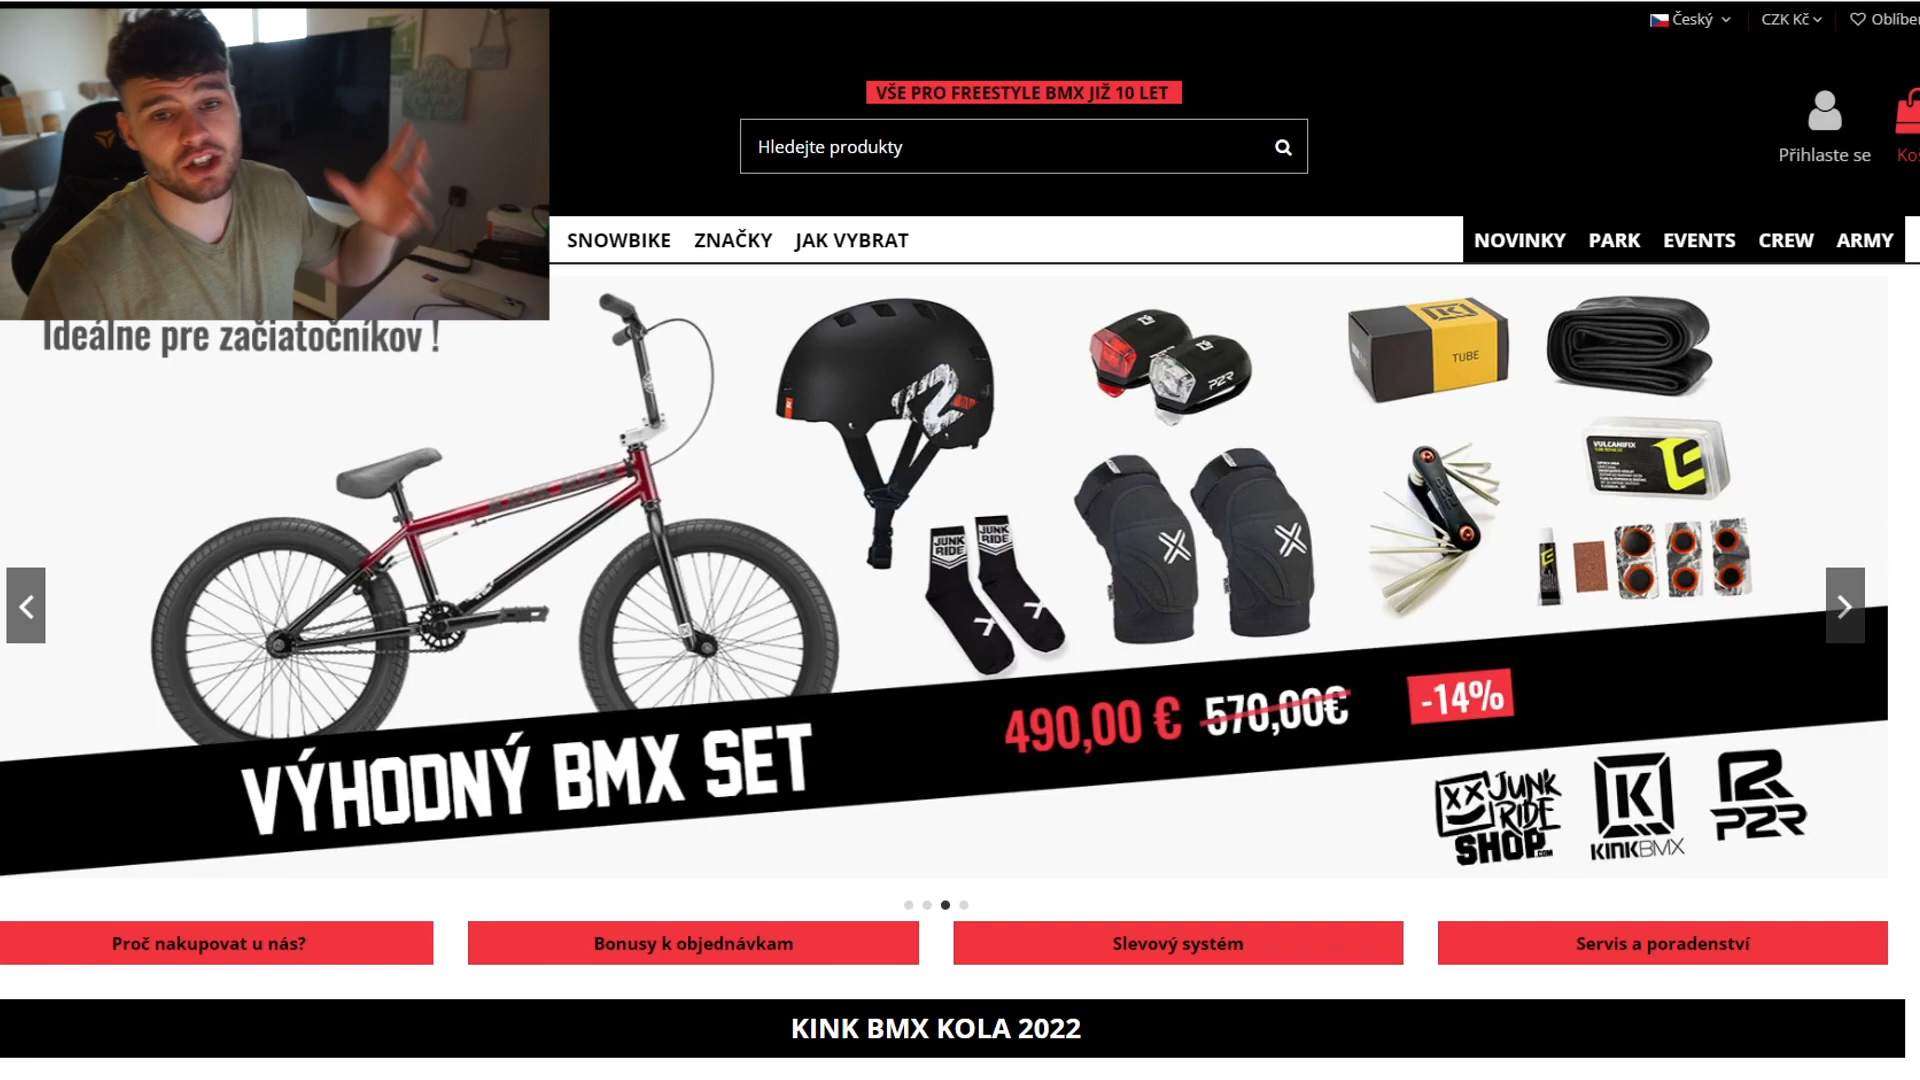 Český
CZK Kč
VŠE PRO FREESTYLE BMX JIŽ 10 LET
Hledejte produkty
Přihlaste se
SNOWBIKE ZNAČKY JAK VYBRAT
NOVINKY PARK EVENTS CREW ARMY
Ideálne pre začiatočníkov !
TUBE
P2R
VULCANIFIX
JUNK RIDE
JUNK RIDE
490,00 € 570,00€ -14%
VÝHODNÝ BMX SET
JUNK RIDE SHOP.COM
KINKBMX
P2R
Proč nakupovat u nás?
Bonusy k objednávkam
Slevový systém
Servis a poradenství
KINK BMX KOLA 2022